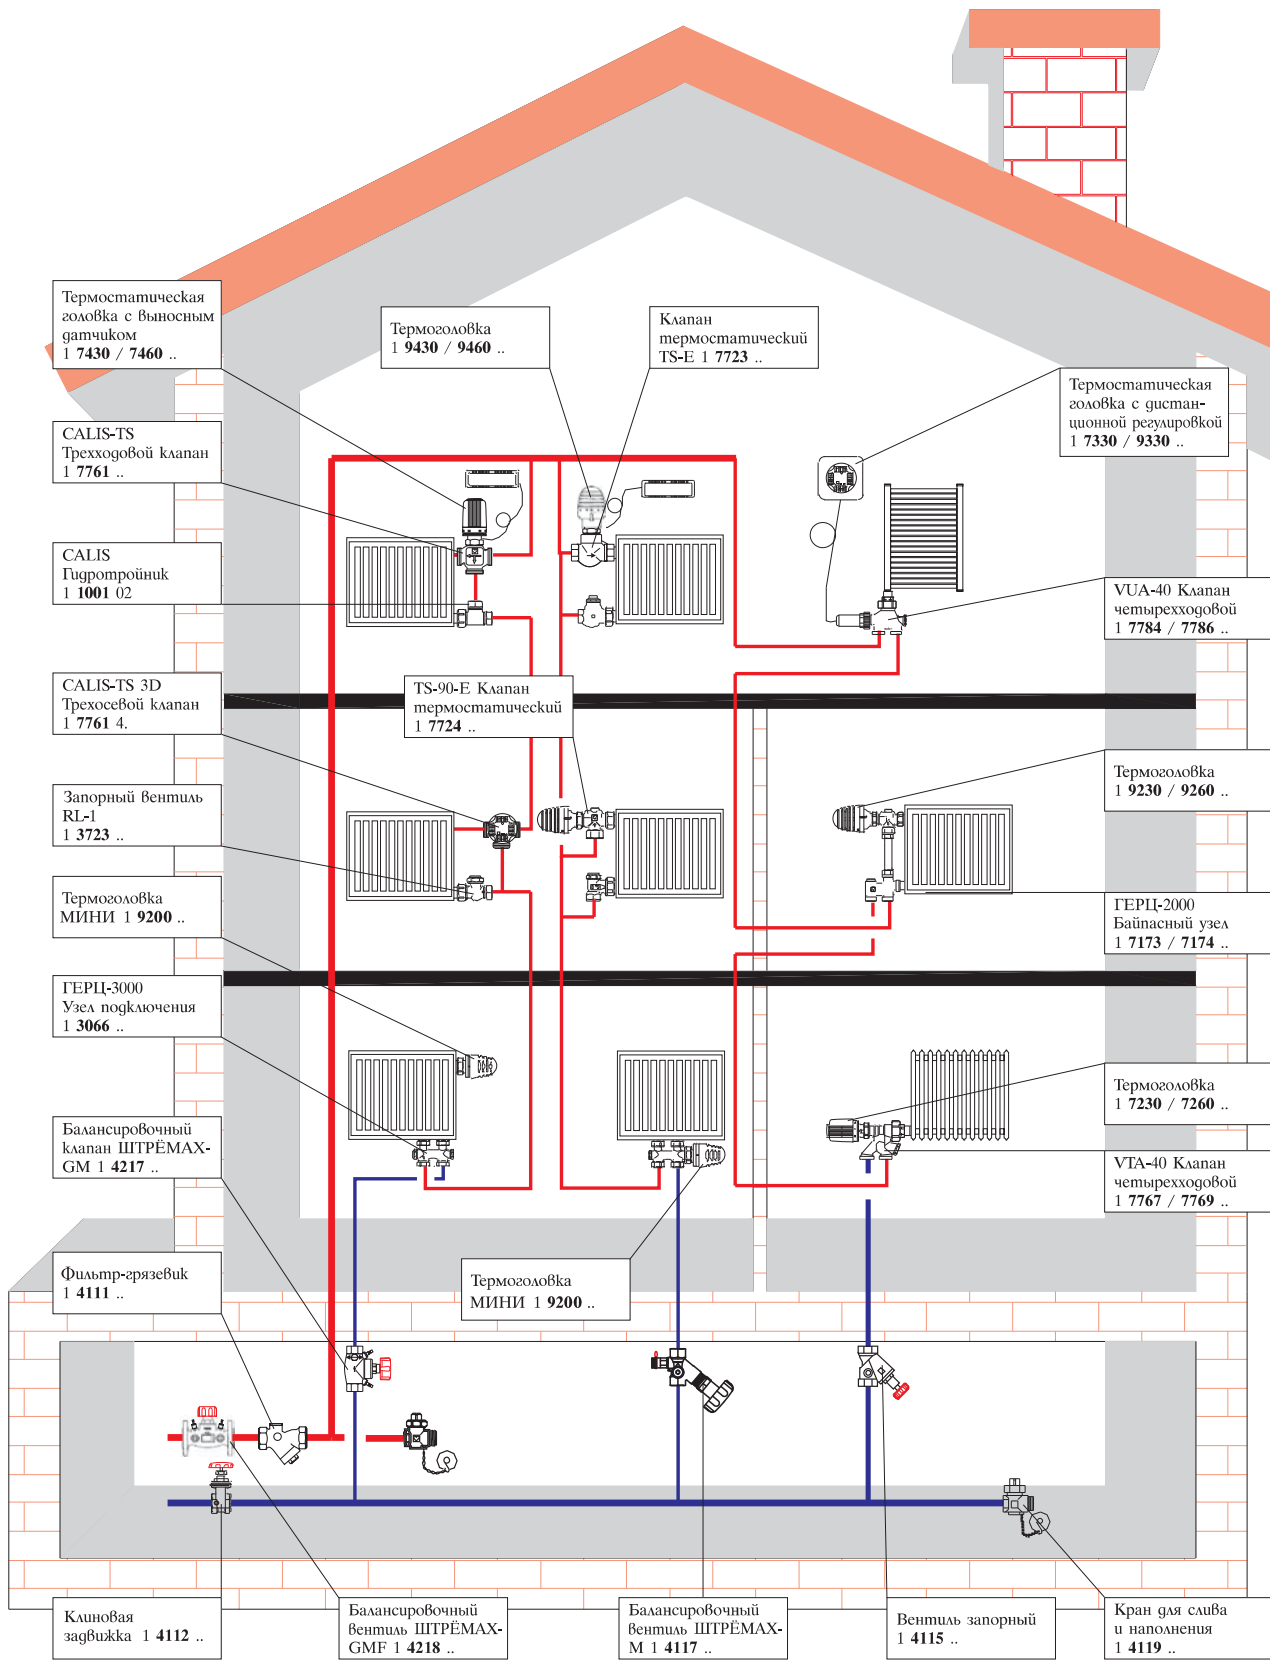 Термостатическая
головка с выносным
датчиком
1 7430 / 7460 ..
Термоголовка
1 9430 / 9460 ..
Клапан
термостатический
TS-E 1 7723 ..
Термостатическая
головка с дистан-
ционной регулировкой
1 7330 / 9330 ..
CALIS-TS
Трехходовой клапан
1 7761 ..
CALIS
Гидротройник
1 1001 02
VUA-40 Клапан
четырехходовой
1 7784 / 7786 ..
CALIS-TS 3D
Трехосевой клапан
1 7761 4.
TS-90-E Клапан
термостатический
1 7724 ..
Термоголовка
1 9230 / 9260 ..
Запорный вентиль
RL-1
1 3723 ..
Термоголовка
МИНИ 1 9200 ..
ГЕРЦ-2000
Байпасный узел
1 7173 / 7174 ..
ГЕРЦ-3000
Узел подключения
1 3066 ..
Термоголовка
1 7230 / 7260 ..
Балансировочный
клапан ШТРЁМАХ-
GM 1 4217 ..
VTA-40 Клапан
четырехходовой
1 7767 / 7769 ..
Фильтр-грязевик
1 4111 ..
Термоголовка
МИНИ 1 9200 ..
Клиновая
задвижка 1 4112 ..
Балансировочный
вентиль ШТРЁМАХ-
GMF 1 4218 ..
Балансировочный
вентиль ШТРЁМАХ-
M 1 4117 ..
Вентиль запорный
1 4115 ..
Кран для слива
и наполнения
1 4119 ..